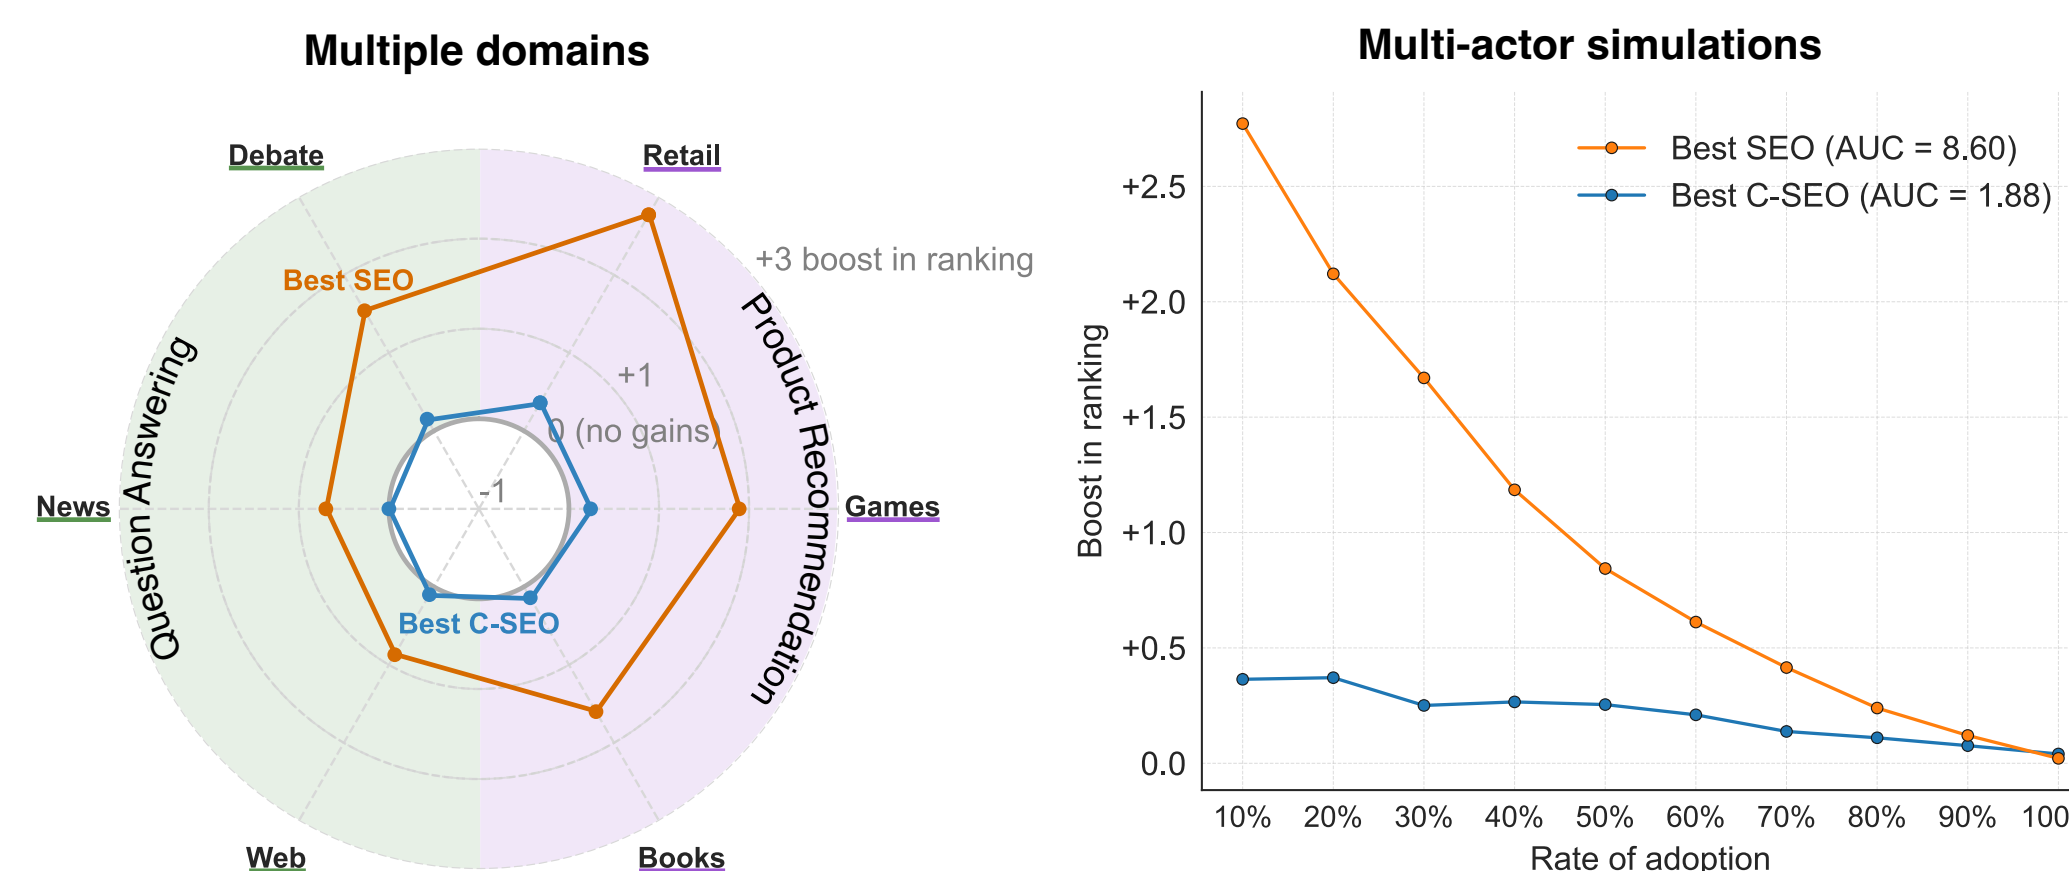 Multiple domains
Debate
Retail
+3 boost in ranking
Best SEO
+1
0 (no gains)
-1
Question Answering
Product Recommendation
News
Games
Best C-SEO
Web
Books
Multi-actor simulations
Best SEO (AUC = 8.60)
Best C-SEO (AUC = 1.88)
Boost in ranking
+2.5
+2.0
+1.5
+1.0
+0.5
0.0
10% 20% 30% 40% 50% 60% 70% 80% 90% 100
Rate of adoption